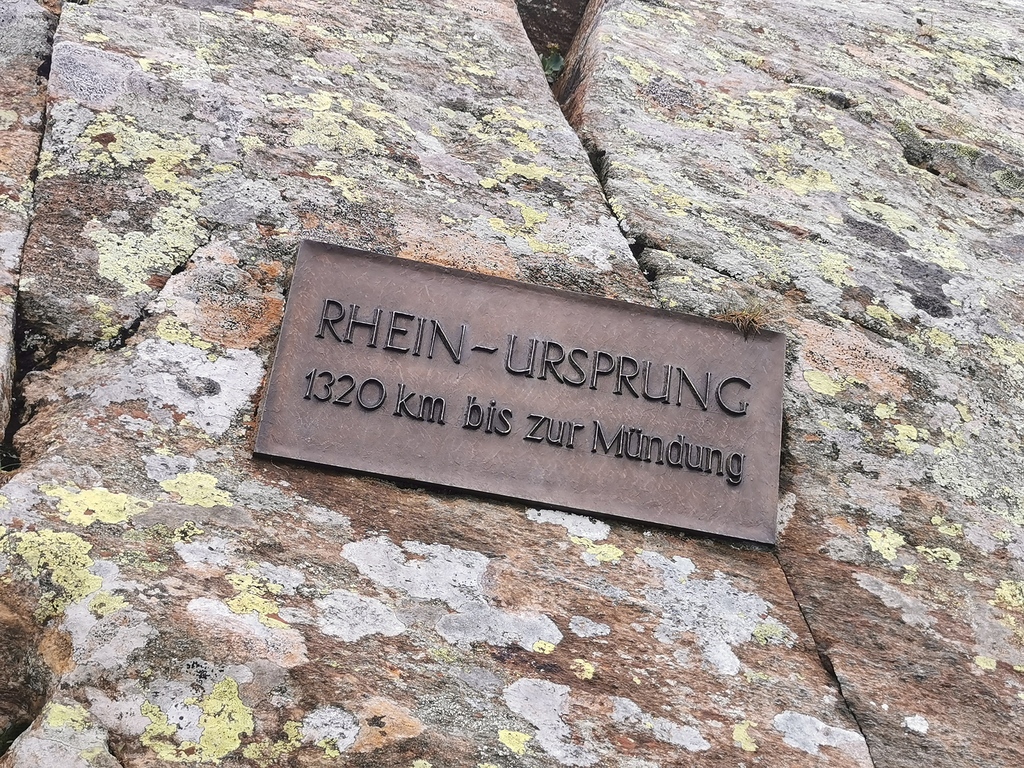 RHEIN-URSPRUNG
1320 km bis zur Mündung